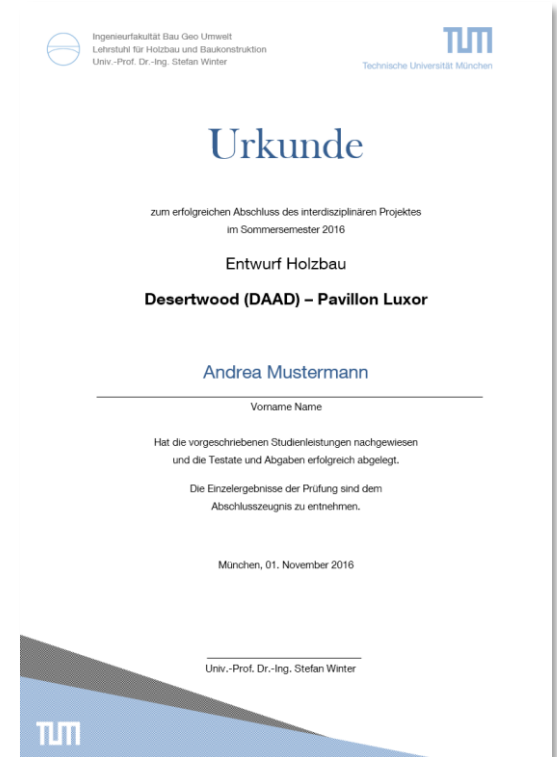 Ingenieurfakultät Bau Geo Umwelt
Lehrstuhl für Holzbau und Baukonstruktion
Univ.-Prof. Dr.-Ing. Stefan Winter
TUM
Technische Universität München
Urkunde
zum erfolgreichen Abschluss des interdisziplinären Projektes
im Sommersemester 2016
Entwurf Holzbau
Desertwood (DAAD) – Pavillon Luxor
Andrea Mustermann
Vorname Name
Hat die vorgeschriebenen Studienleistungen nachgewiesen
und die Testate und Abgaben erfolgreich abgelegt.
Die Einzelergebnisse der Prüfung sind dem
Abschlusszeugnis zu entnehmen.
München, 01. November 2016
Univ.-Prof. Dr.-Ing. Stefan Winter
TUM